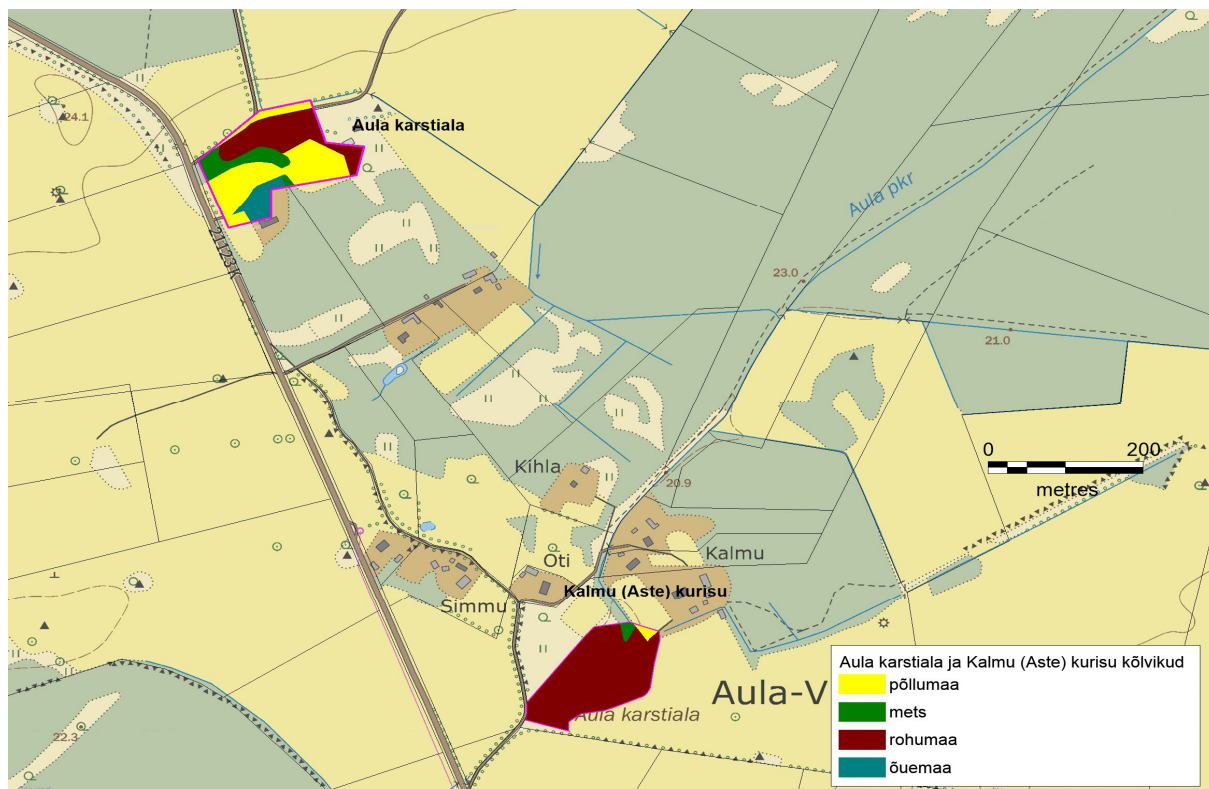 24.1
Aula karstiala
21123 K
Aula pkr
23.0
21.0
0 200
metres
Kihla
20.9
Oti
Kalmu
Simmu
Kalmu (Aste) kurisu
Aula-V
Aula karstiala
22.3
Aula karstiala ja Kalmu (Aste) kurisu kõlvikud
põllumaa
mets
rohumaa
õuemaa